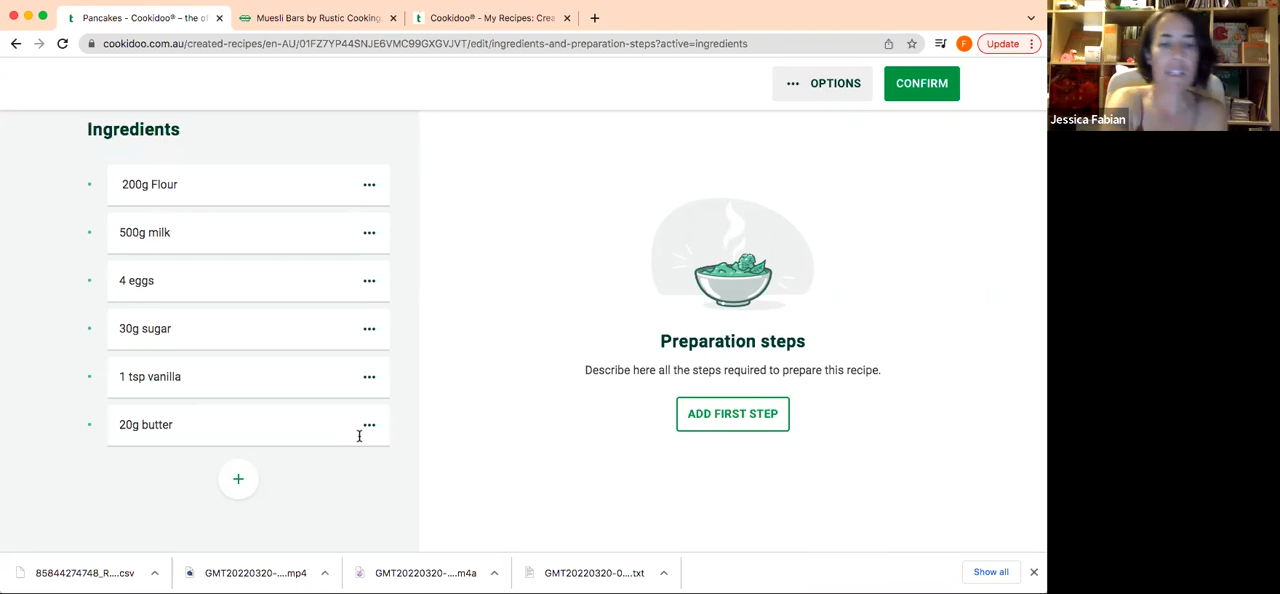 Pancakes - Cookidoo® – the of
Muesli Bars by Rustic Cooking.
Cookidoo® - My Recipes: Crea
cookidoo.com.au/created-recipes/en-AU/01FZ7YP44SNJE6VMC99GXGVJVT/edit/ingredients-and-preparation-steps?active=ingredients
F
Update
Jessica Fabian
OPTIONS
CONFIRM
Ingredients
200g Flour
500g milk
4 eggs
30g sugar
1 tsp vanilla
20g butter
Preparation steps
Describe here all the steps required to prepare this recipe.
ADD FIRST STEP
85844274748_R....csv
GMT20220320-....mp4
GMT20220320-....m4a
GMT20220320-0....txt
Show all